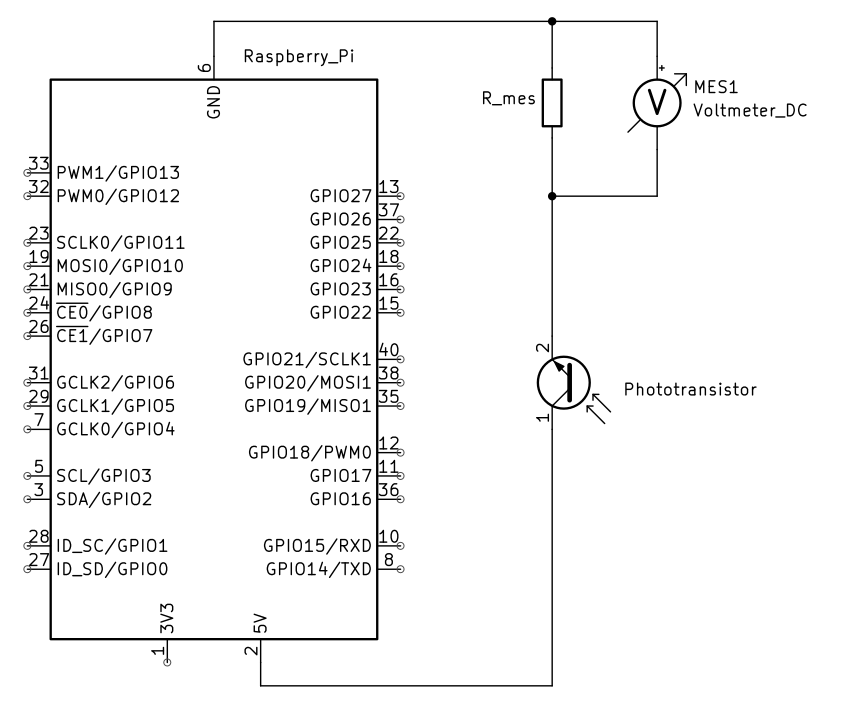 6
Raspberry_Pi
GND
R_mes
+
MES1
Voltmeter_DC
33 PWM1/GPIO13
32 PWM0/GPIO12
GPIO27 13
GPIO26 37
23 SCLK0/GPIO11
GPIO25 22
19 MOSI0/GPIO10
GPIO24 18
21 MISO0/GPIO9
GPIO23 16
24 CE0/GPIO8
GPIO22 15
26 CE1/GPIO7
GPIO21/SCLK1 40
31 GCLK2/GPIO6
GPIO20/MOSI1 38
29 GCLK1/GPIO5
GPIO19/MISO1 35
7 GCLK0/GPIO4
GPIO18/PWM0 12
5 SCL/GPIO3
GPIO17 11
3 SDA/GPIO2
GPIO16 36
28 ID_SC/GPIO1
GPIO15/RXD 10
27 ID_SD/GPIO0
GPIO14/TXD 8
3V3
1
5V
2
V
2
1
Phototransistor